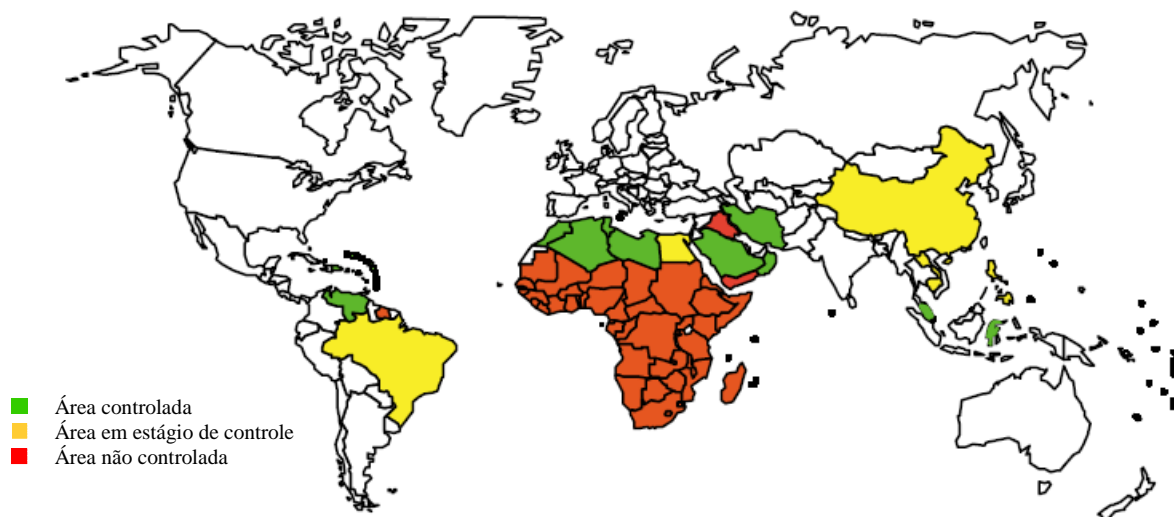 Área controlada
Área em estágio de controle
Área não controlada